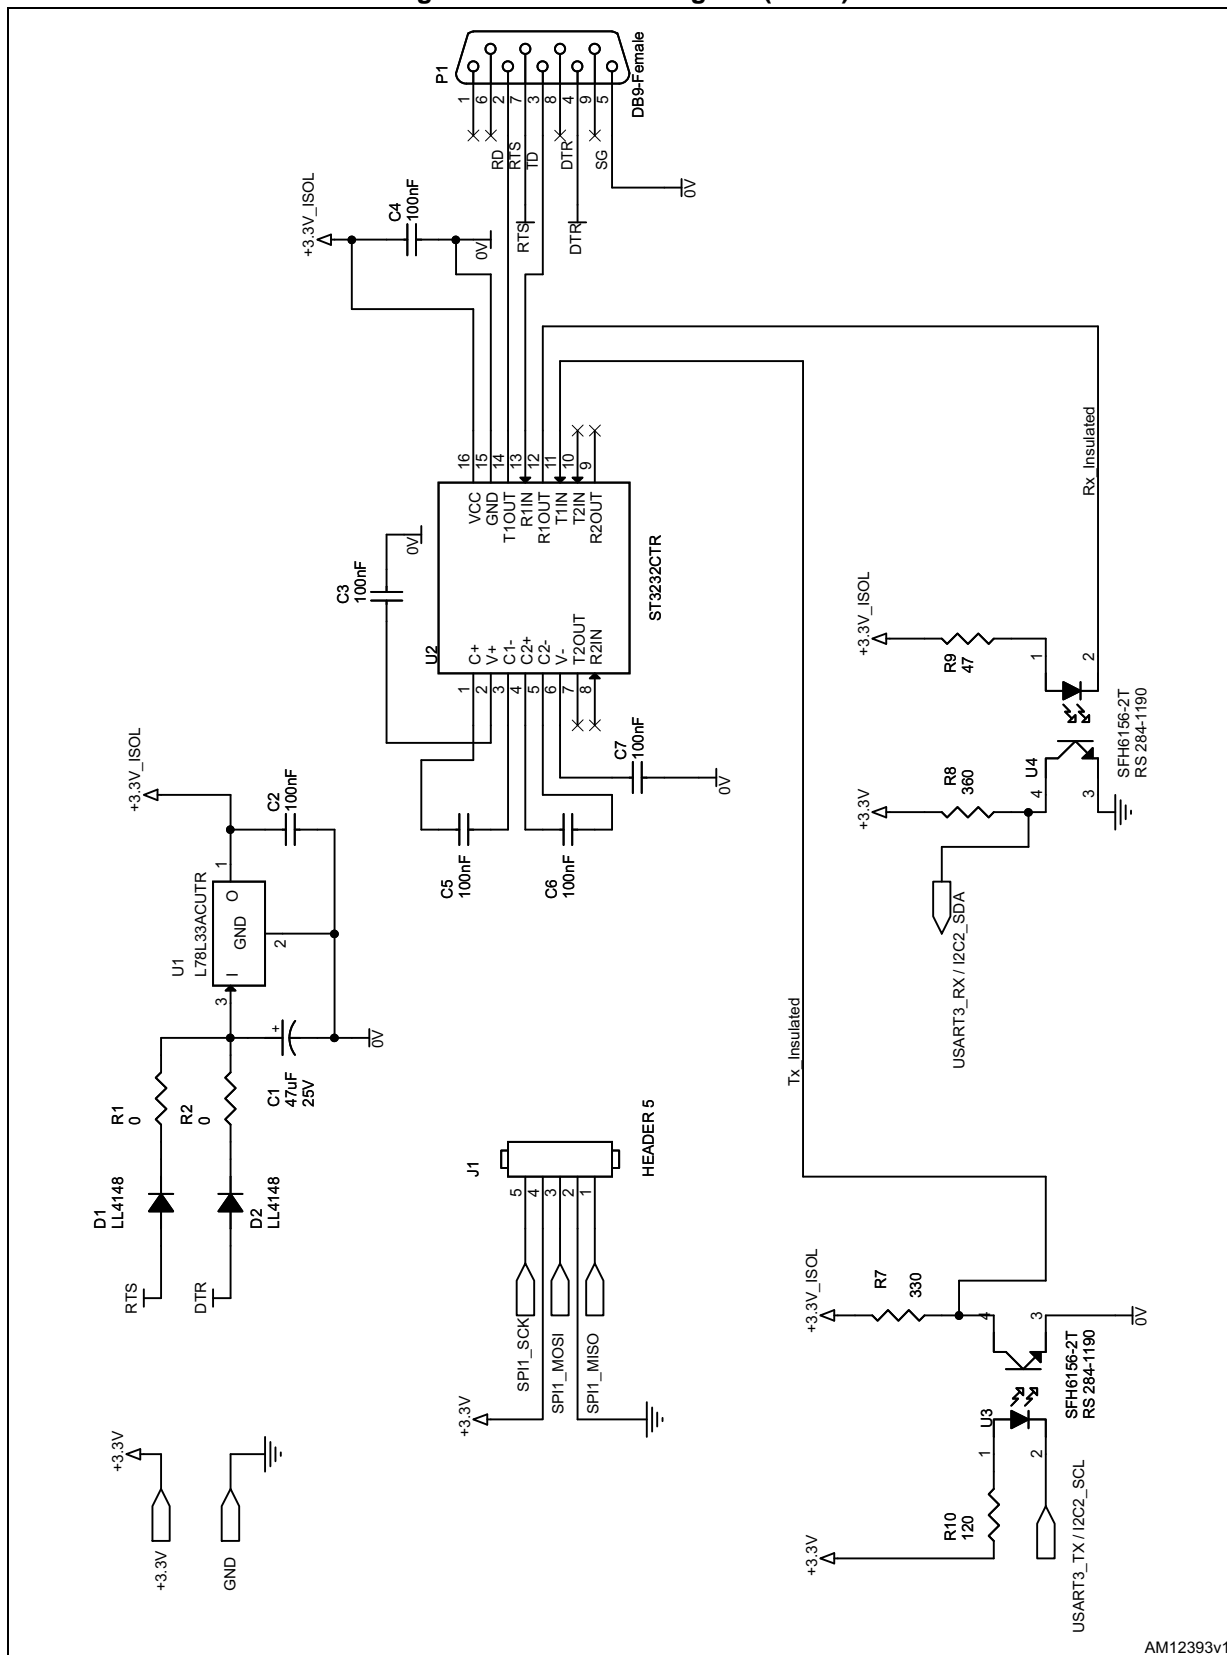 P1
DB9-Female
1
6
2
7
3
8
4
9
5
RD
RTS
TD
DTR
SG
0V
RTS
DTR
+3.3V_ISOL
C4
100nF
0V
16
15
14
13
12
11
10
9
VCC
GND
T1OUT
R1IN
R1OUT
T1IN
T2IN
R2OUT
U2
ST3232CTR
C+
V+
C1-
C2+
C2-
V-
T2OUT
R2IN
1
2
3
4
5
6
7
8
C3
100nF
0V
C5
100nF
C6
100nF
C7
100nF
0V
Rx_Insulated
+3.3V_ISOL
R9
47
1
2
SFH6156-2T
RS 284-1190
U4
4
3
R8
360
+3.3V
USART3_RX / I2C2_SDA
+3.3V_ISOL
C2
100nF
U1
L78L33ACUTR
1
O
GND
I
2
3
C1
+
47uF
25V
0V
R1
0
R2
0
D1
LL4148
D2
LL4148
RTS
DTR
Tx_Insulated
J1
HEADER 5
5
4
3
2
1
SPI1_SCK
SPI1_MOSI
SPI1_MISO
+3.3V
+3.3V
+3.3V
GND
+3.3V_ISOL
R7
330
4
3
0V
SFH6156-2T
RS 284-1190
U3
1
2
R10
120
+3.3V
USART3_TX / I2C2_SCL
AM12393v1